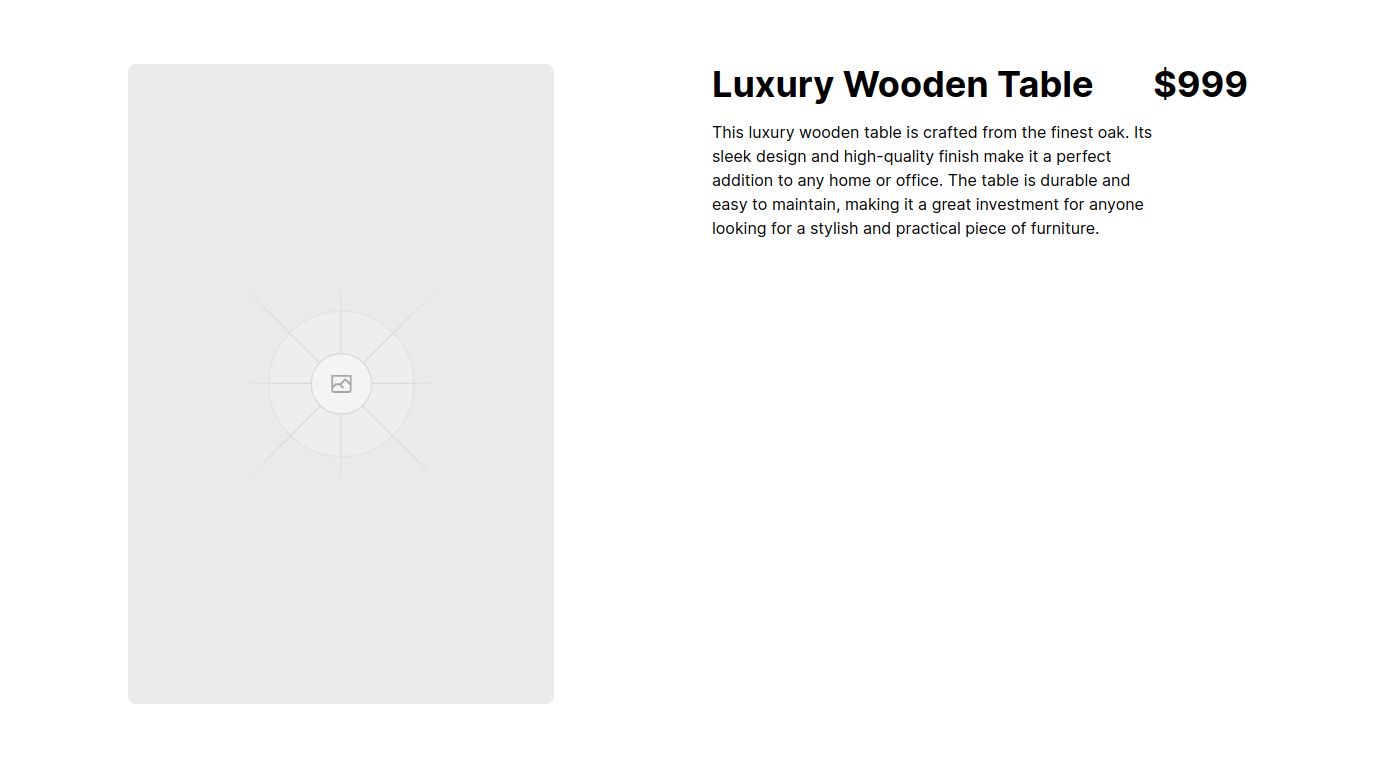 Luxury Wooden Table $999
This luxury wooden table is crafted from the finest oak. Its
sleek design and high-quality finish make it a perfect
addition to any home or office. The table is durable and
easy to maintain, making it a great investment for anyone
looking for a stylish and practical piece of furniture.